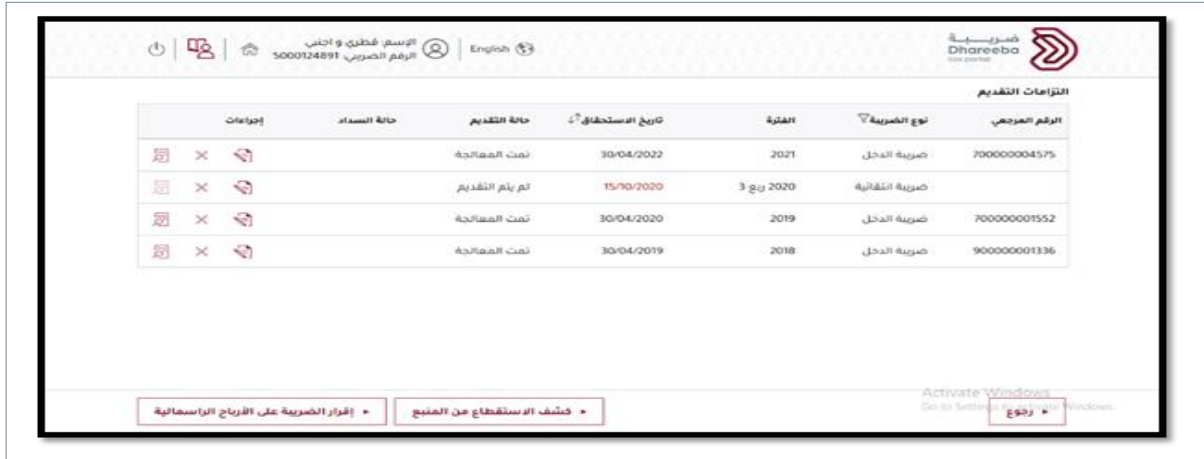 ضريبة
Dhareeba
tax portal
English
الإسم: قطري و اجنبي
الرقم الضريبي: 5000124891
التزامات التقديم
الرقم المرجعي نوع الضريبة الفترة تاريخ الاستحقاق حالة التقديم حالة السداد إجراءات
700000004575 ضريبة الدخل 2021 30/04/2022 تمت المعالجة
ضريبة انتقائية 2020 ربع 3 15/10/2020 لم يتم التقديم
700000001552 ضريبة الدخل 2019 30/04/2020 تمت المعالجة
900000001336 ضريبة الدخل 2018 30/04/2019 تمت المعالجة
Activate Windows
Go to Settings to activate Windows.
رجوع
كشف الاستقطاع من المنبع
إقرار الضريبة على الأرباح الراسمالية